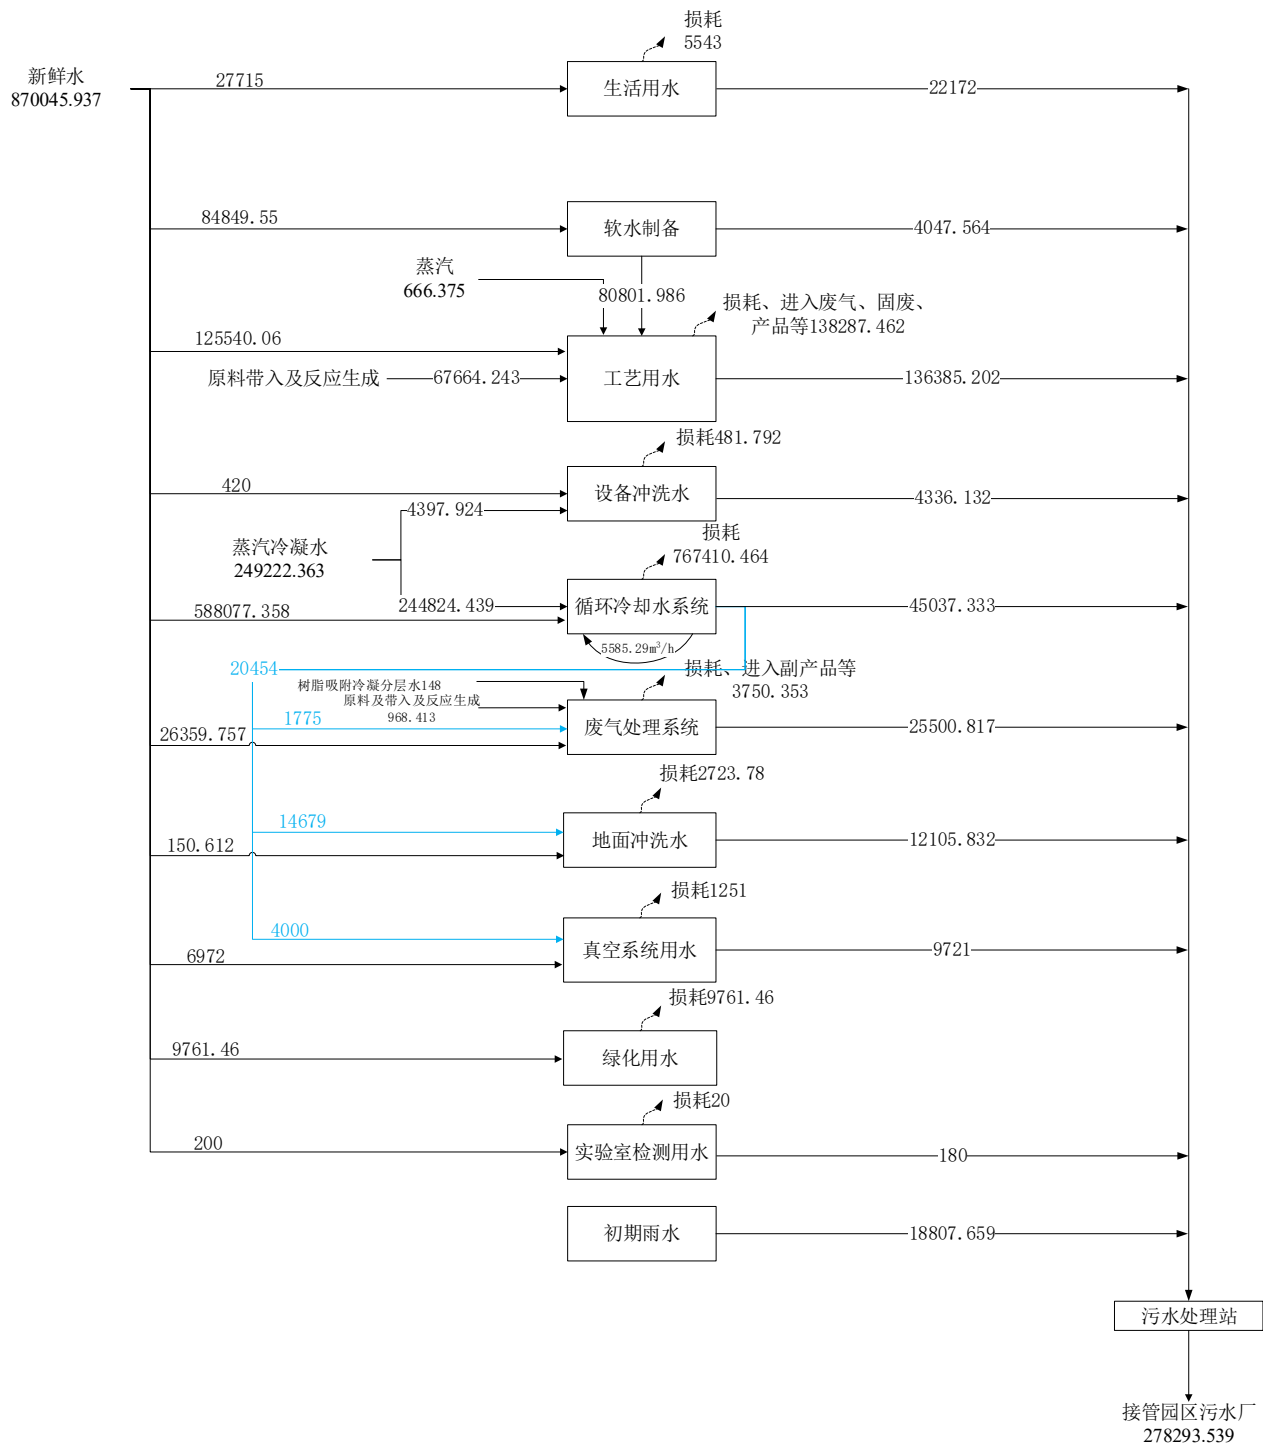 损耗
5543
新鲜水
870045.937
27715
生活用水
22172
84849.55
软水制备
4047.564
蒸汽
666.375
80801.986
损耗、进入废气、固废、
产品等138287.462
125540.06
原料带入及反应生成
67664.243
工艺用水
136385.202
损耗481.792
420
设备冲洗水
4336.132
4397.924
损耗
767410.464
蒸汽冷凝水
249222.363
244824.439
588077.358
循环冷却水系统
45037.333
5585.29m³/h
20454
损耗、进入副产品等
3750.353
树脂吸附冷凝分层水148
原料及带入及反应生成
968.413
1775
26359.757
废气处理系统
25500.817
损耗2723.78
14679
150.612
地面冲洗水
12105.832
损耗1251
4000
6972
真空系统用水
9721
损耗9761.46
9761.46
绿化用水
损耗20
200
实验室检测用水
180
初期雨水
18807.659
污水处理站
接管园区污水厂
278293.539